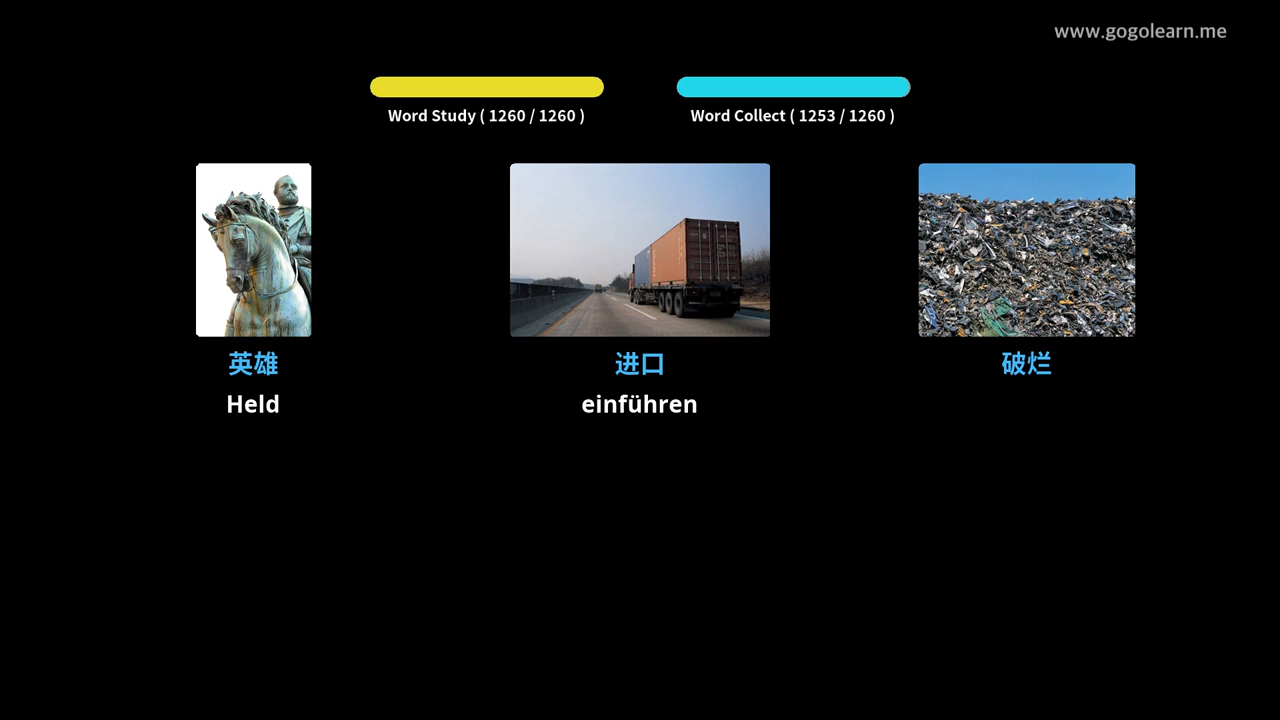 www.gogolearn.me
Word Study ( 1260 / 1260 )
Word Collect ( 1253 / 1260 )
英雄
进口
破烂
Held
einführen